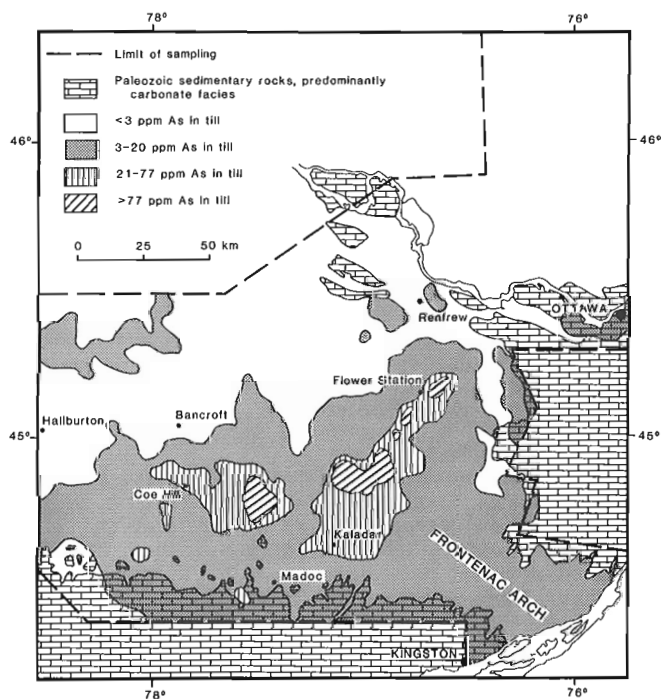 78°
76°
Limit of sampling
Paleozoic sedimentary rocks, predominantly
carbonate facies
<3 ppm As in till
3-20 ppm As in till
21-77 ppm As in till
>77 ppm As in till
0 25 50 km
46°
46°
Renfrew
OTTAWA
Flower Station
Haliburton
Bancroft
45°
45°
Coe Hill
Kaladar
FRONTENAC ARCH
Madoc
KINGSTON
78°
76°